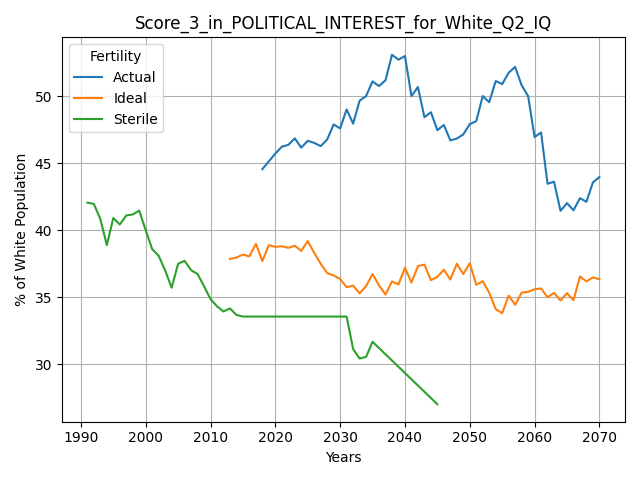 Score_3_in_POLITICAL_INTEREST_for_White_Q2_IQ
Fertility
Actual
Ideal
Sterile
% of White Population
50
45
40
35
30
1990 2000 2010 2020 2030 2040 2050 2060 2070
Years